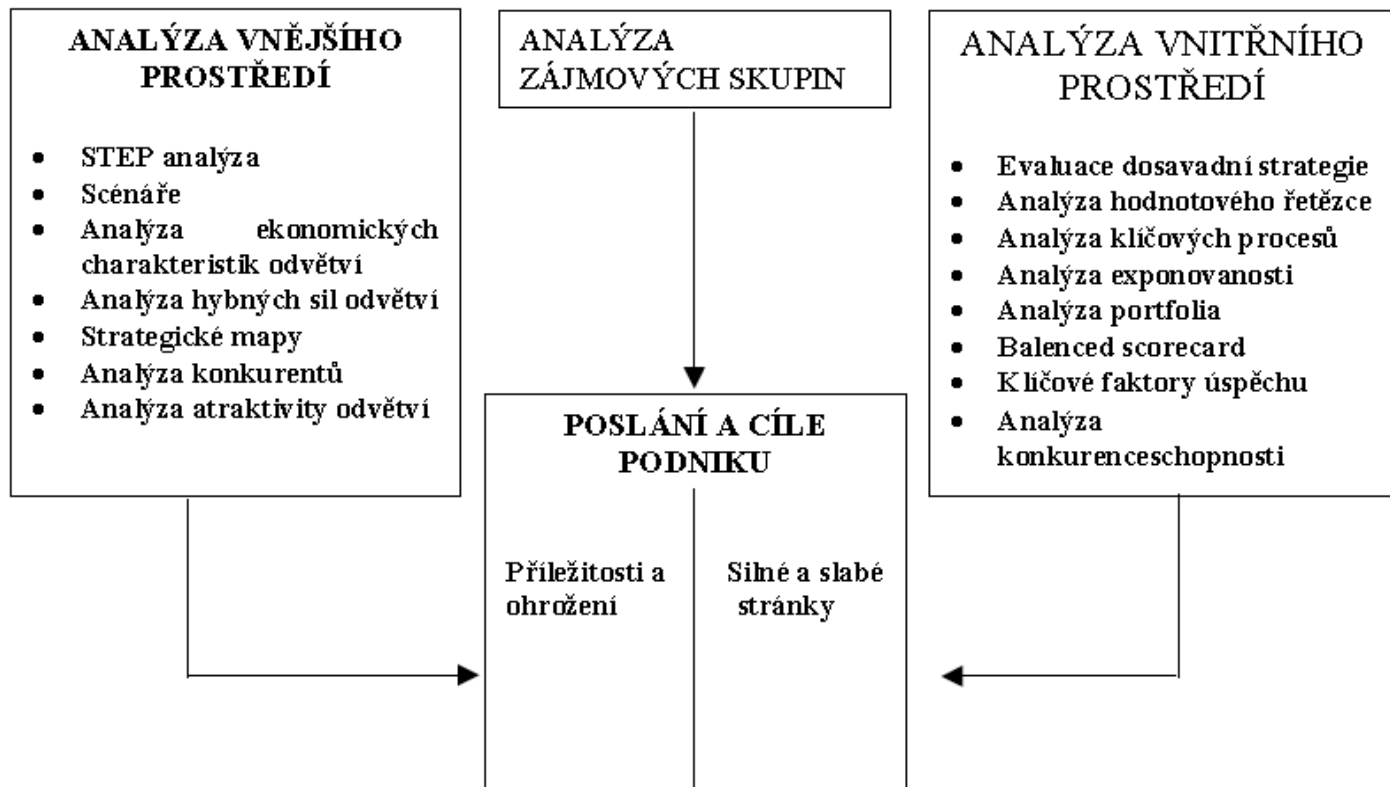 ANALÝZA VNĚJŠÍHO
PROSTŘEDÍ
• STEP analýza
• Scénáře
• Analýza ekonomických
charakteristik odvětví
• Analýza hybných sil odvětví
• Strategické mapy
• Analýza konkurentů
• Analýza atraktivity odvětví
ANALÝZA
ZÁJMOVÝCH SKUPIN
ANALÝZA VNITŘNÍHO
PROSTŘEDÍ
• Evaluace dosavadní strategie
• Analýza hodnotového řetězce
• Analýza klíčových procesů
• Analýza exponovanosti
• Analýza portfolia
• Balenced scorecard
• Klíčové faktory úspěchu
• Analýza
konkurenceschopnosti
POSLÁNÍ A CÍLE
PODNIKU
Příležitosti a
ohrožení
Silné a slabé
stránky